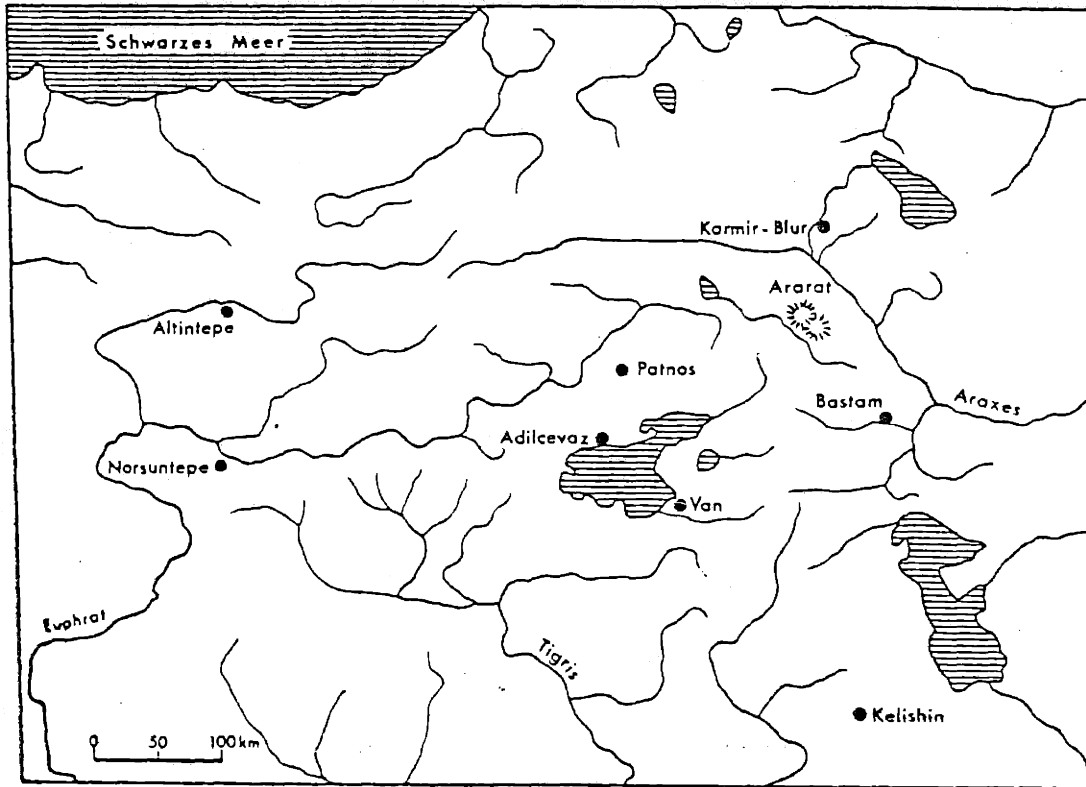 Schwarzes Meer
Karmir-Blur
Ararat
Altintepe
Patnos
Araxes
Bastam
Adilcevaz
Norsuntepe
Van
Euphrat
Tigris
Kelishin
0 50 100 km